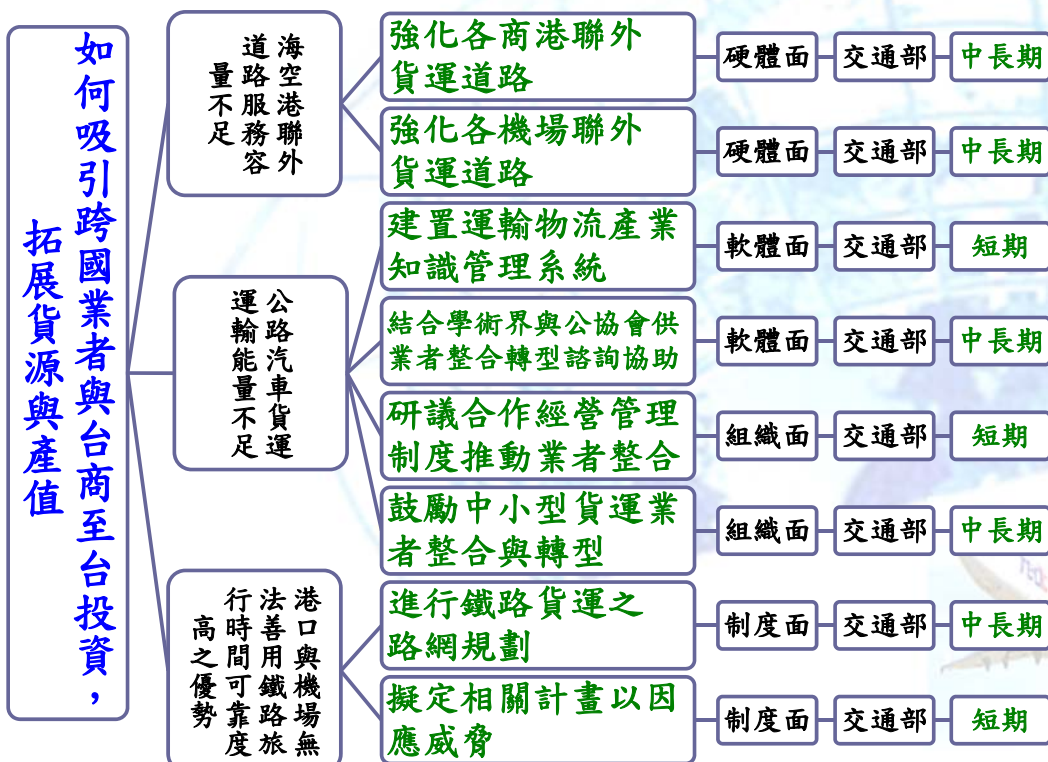 如何吸引跨國業者與台商至台投資，
拓展貨源與產值
海空港聯外
道路服務容
量不足
強化各商港聯外
貨運道路
硬體面
交通部
中長期
強化各機場聯外
貨運道路
硬體面
交通部
中長期
公路汽車貨運
運輸能量不足
建置運輸物流產業
知識管理系統
軟體面
交通部
短期
結合學術界與公協會供
業者整合轉型諮詢協助
軟體面
交通部
中長期
研議合作經營管理
制度推動業者整合
組織面
交通部
短期
鼓勵中小型貨運業
者整合與轉型
組織面
交通部
中長期
港口與機場無
法善用鐵路旅
行時間可靠度
高之優勢
進行鐵路貨運之
路網規劃
制度面
交通部
中長期
擬定相關計畫以因
應威脅
制度面
交通部
短期